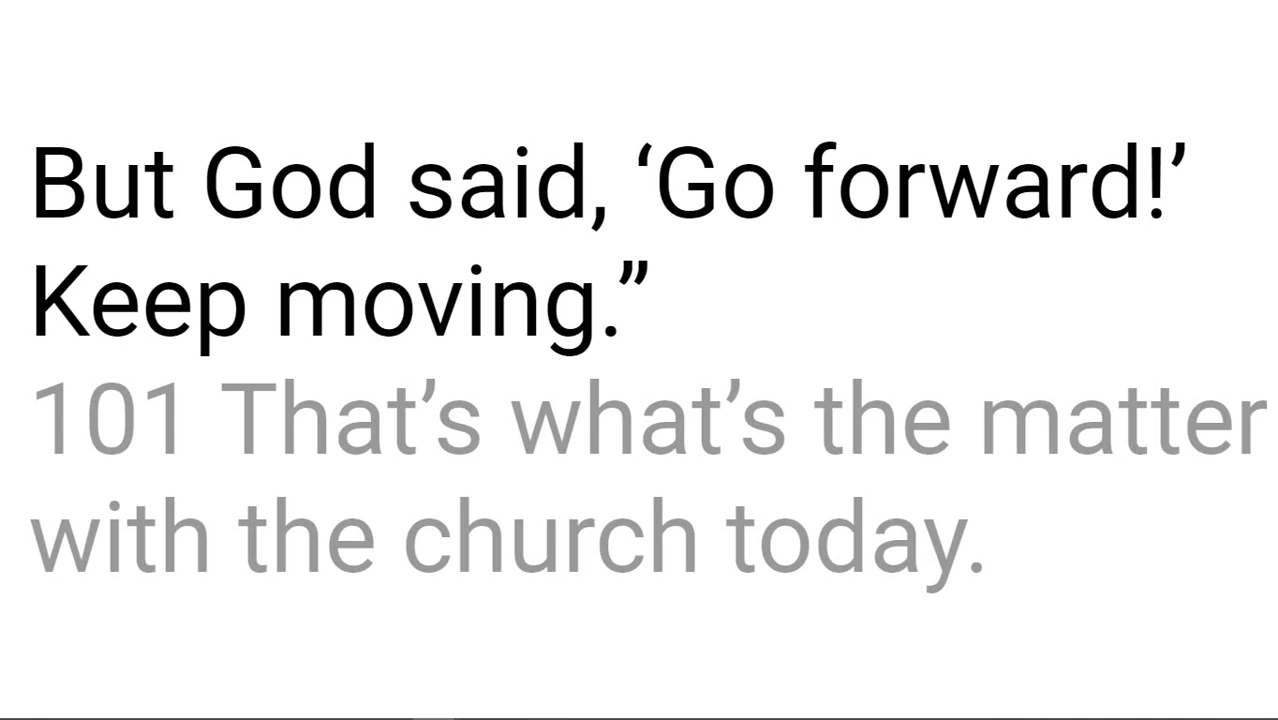 But God said, ‘Go forward!’
Keep moving.”
101 That’s what’s the matter
with the church today.